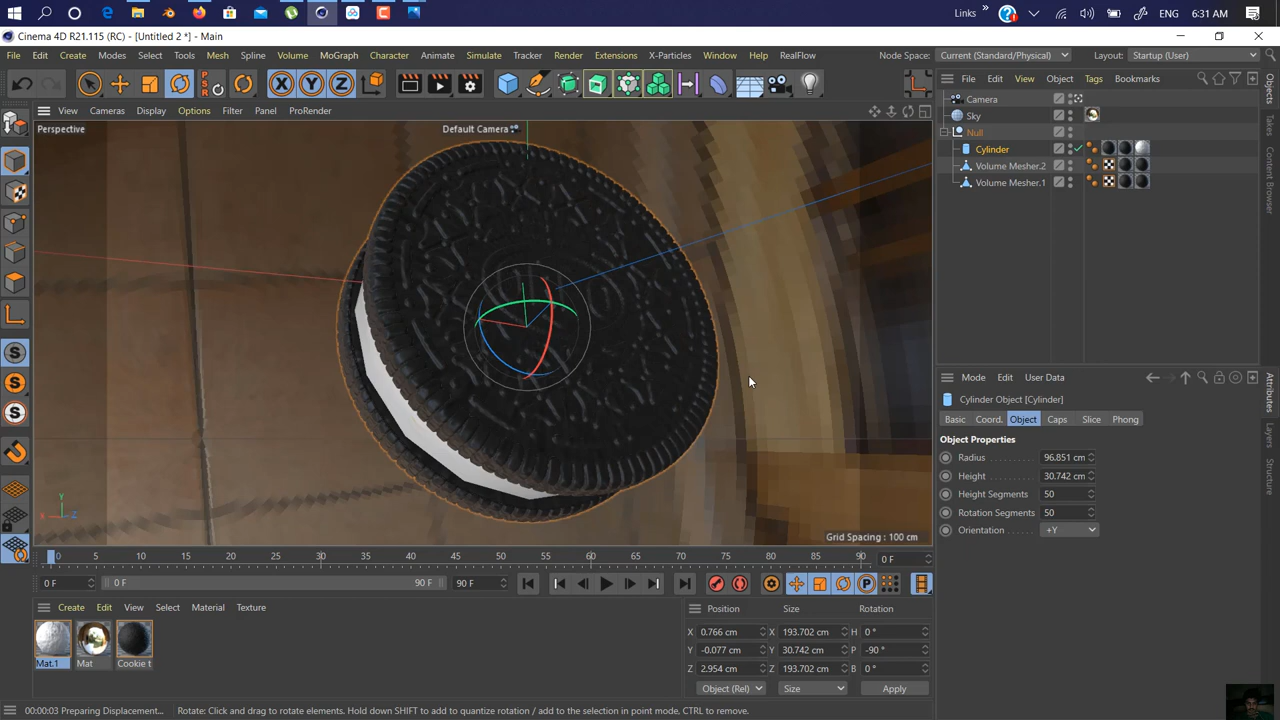 ENG
6:31 AM
Links
Cinema 4D R21.115 (RC) - [Untitled 2 *] - Main
File Edit Create Modes Select Tools Mesh Spline Volume MoGraph Character Animate Simulate Tracker Render Extensions X-Particles Window Help RealFlow
Node Space: Current (Standard/Physical) Layout: Startup (User)
X Y Z
PSR
File Edit View Object Tags Bookmarks
View Cameras Display Options Filter Panel ProRender
Perspective
Default Camera
Camera
Sky
Null
Cylinder
Volume Mesher.2
Volume Mesher.1
Objects
Takes
Content Browser
Mode Edit User Data
Cylinder Object [Cylinder]
Basic Coord. Object Caps Slice Phong
Object Properties
Radius 96.851 cm
Height 30.742 cm
Height Segments 50
Rotation Segments 50
Orientation +Y
Attributes
Layers
Structure
S
S
S
Y
X Z
Grid Spacing : 100 cm
0 5 10 15 20 25 30 35 40 45 50 55 60 65 70 75 80 85 90 0 F
0 F 0 F 90 F 90 F
P
Create Edit View Select Material Texture
Mat.1 Mat Cookie t
Position Size Rotation
X 0.766 cm X 193.702 cm H 0 °
Y -0.077 cm Y 30.742 cm P -90 °
Z 2.954 cm Z 193.702 cm B 0 °
Object (Rel) Size Apply
00:00:03 Preparing Displacement... Rotate: Click and drag to rotate elements. Hold down SHIFT to add to quantize rotation / add to the selection in point mode, CTRL to remove.